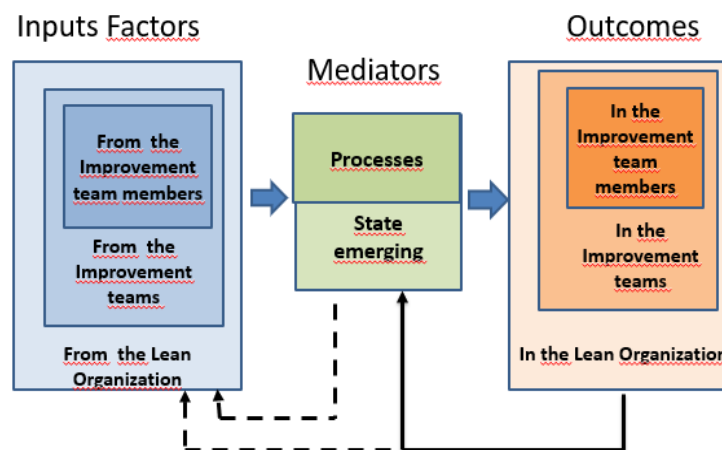 Inputs Factors
Mediators
Outcomes
From the
Improvement
team members
From the
Improvement
teams
From the Lean
Organization
Processes
State
emerging
In the
Improvement
team
members
In the
Improvement
teams
In the Lean Organization